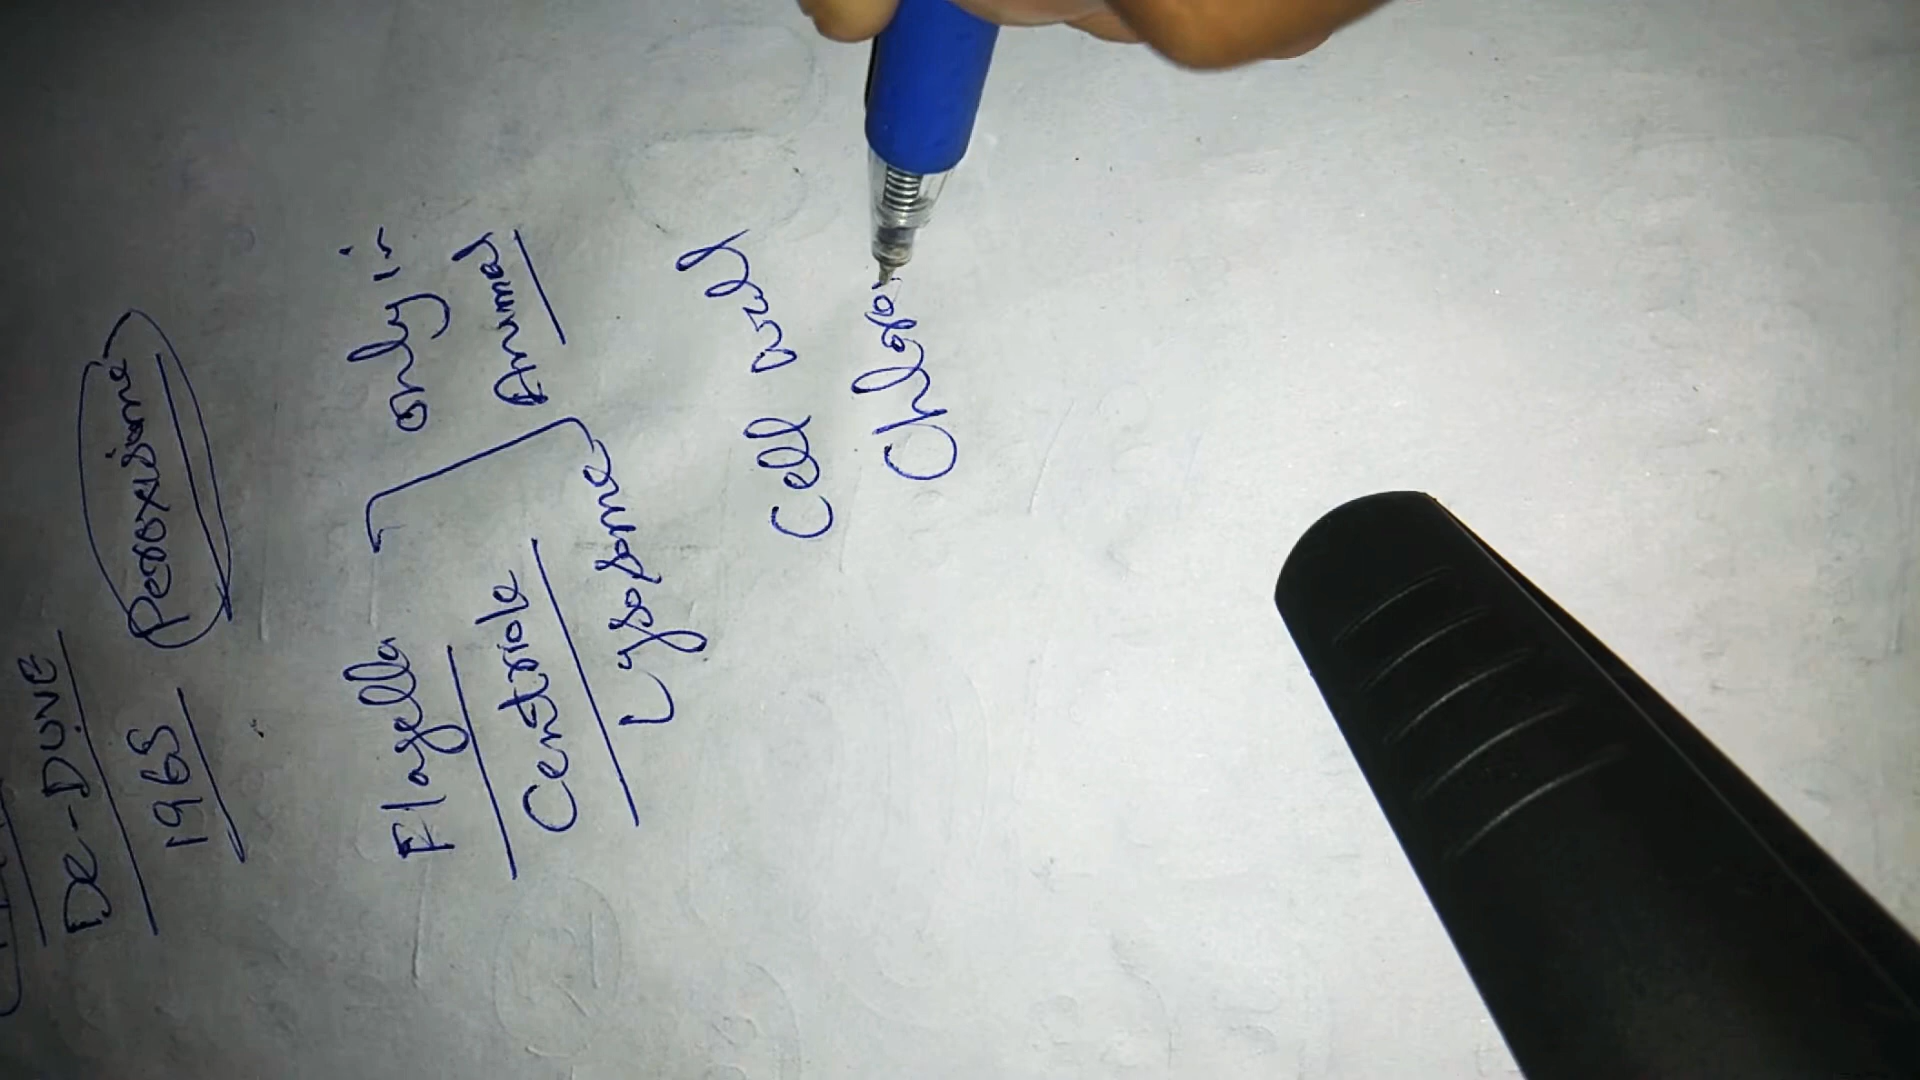 De-DUVE
1965 Peroxisome
Flagella only in
Centriole Animal
Lysosome
Cell wall
Chloro